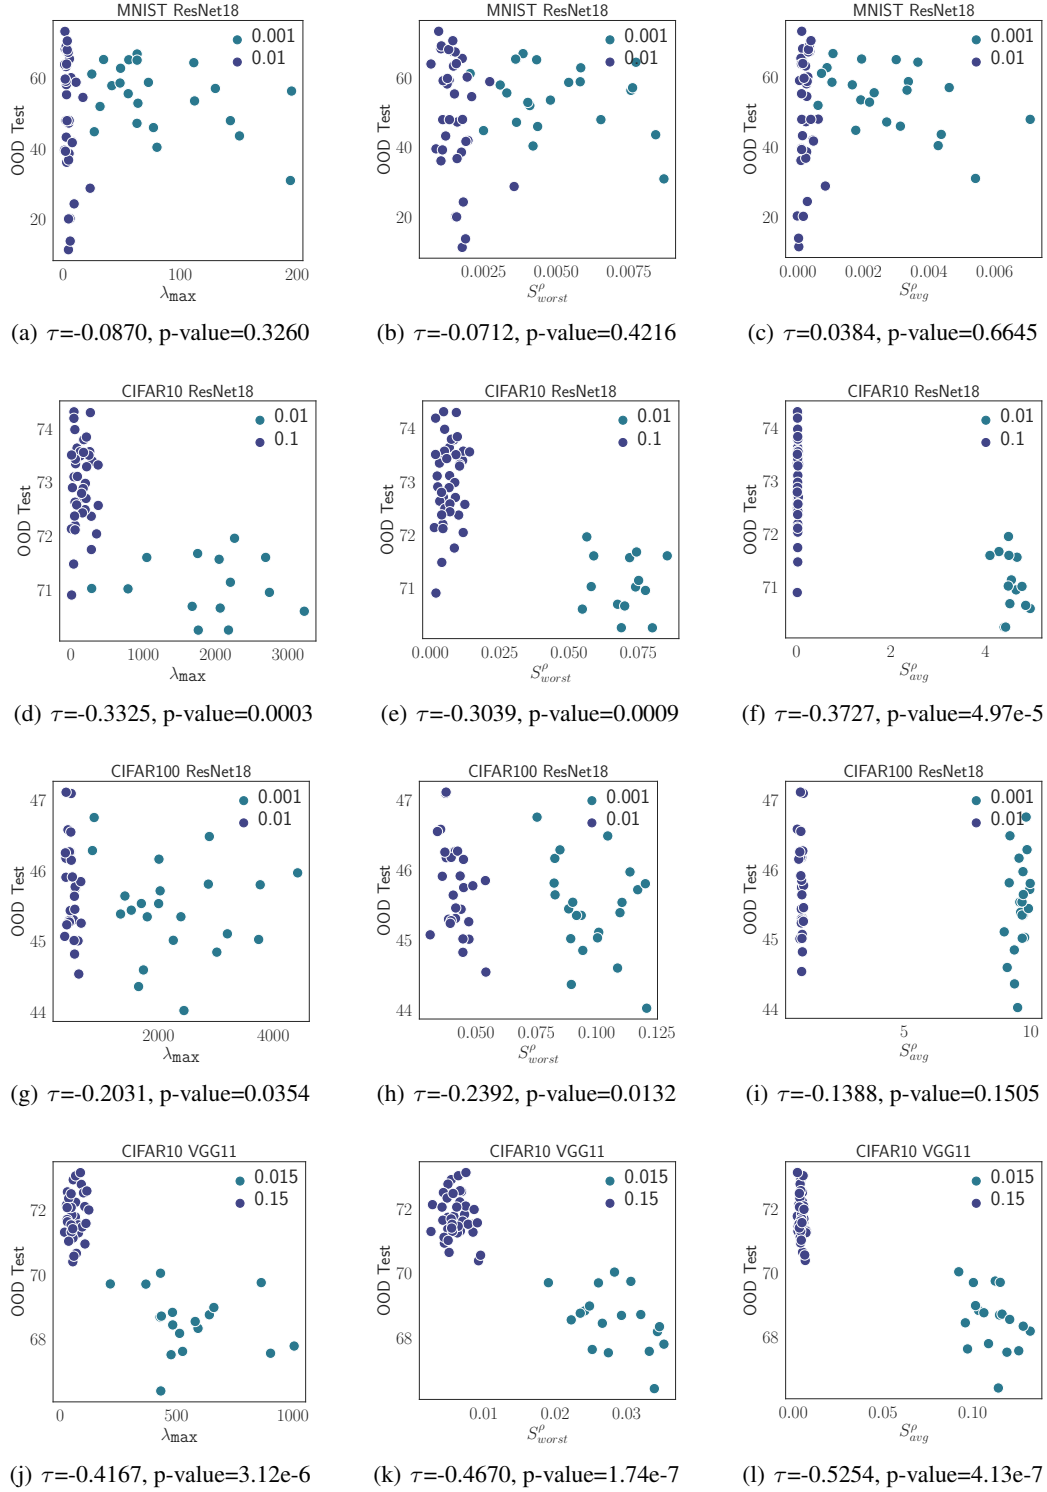 MNIST ResNet18
MNIST ResNet18
MNIST ResNet18
0.001
0.01
0.001
0.01
0.001
0.01
OOD Test
60
40
20
0
100
200
λmax
OOD Test
60
40
20
0.0025
0.0050
0.0075
S^ρ_worst
OOD Test
60
40
20
0.000
0.002
0.004
0.006
S^ρ_avg
(a) τ=-0.0870, p-value=0.3260
(b) τ=-0.0712, p-value=0.4216
(c) τ=0.0384, p-value=0.6645
CIFAR10 ResNet18
CIFAR10 ResNet18
CIFAR10 ResNet18
0.01
0.1
0.01
0.1
0.01
0.1
OOD Test
74
73
72
71
0
1000
2000
3000
λmax
OOD Test
74
73
72
71
0.000
0.025
0.050
0.075
S^ρ_worst
OOD Test
74
73
72
71
0
2
4
S^ρ_avg
(d) τ=-0.3325, p-value=0.0003
(e) τ=-0.3039, p-value=0.0009
(f) τ=-0.3727, p-value=4.97e-5
CIFAR100 ResNet18
CIFAR100 ResNet18
CIFAR100 ResNet18
0.001
0.01
0.001
0.01
0.001
0.01
OOD Test
47
46
45
44
2000
4000
λmax
OOD Test
47
46
45
44
0.050
0.075
0.100
0.125
S^ρ_worst
OOD Test
47
46
45
44
5
10
S^ρ_avg
(g) τ=-0.2031, p-value=0.0354
(h) τ=-0.2392, p-value=0.0132
(i) τ=-0.1388, p-value=0.1505
CIFAR10 VGG11
CIFAR10 VGG11
CIFAR10 VGG11
0.015
0.15
0.015
0.15
0.015
0.15
OOD Test
72
70
68
0
500
1000
λmax
OOD Test
72
70
68
0.01
0.02
0.03
S^ρ_worst
OOD Test
72
70
68
0.00
0.05
0.10
S^ρ_avg
(j) τ=-0.4167, p-value=3.12e-6
(k) τ=-0.4670, p-value=1.74e-7
(l) τ=-0.5254, p-value=4.13e-7